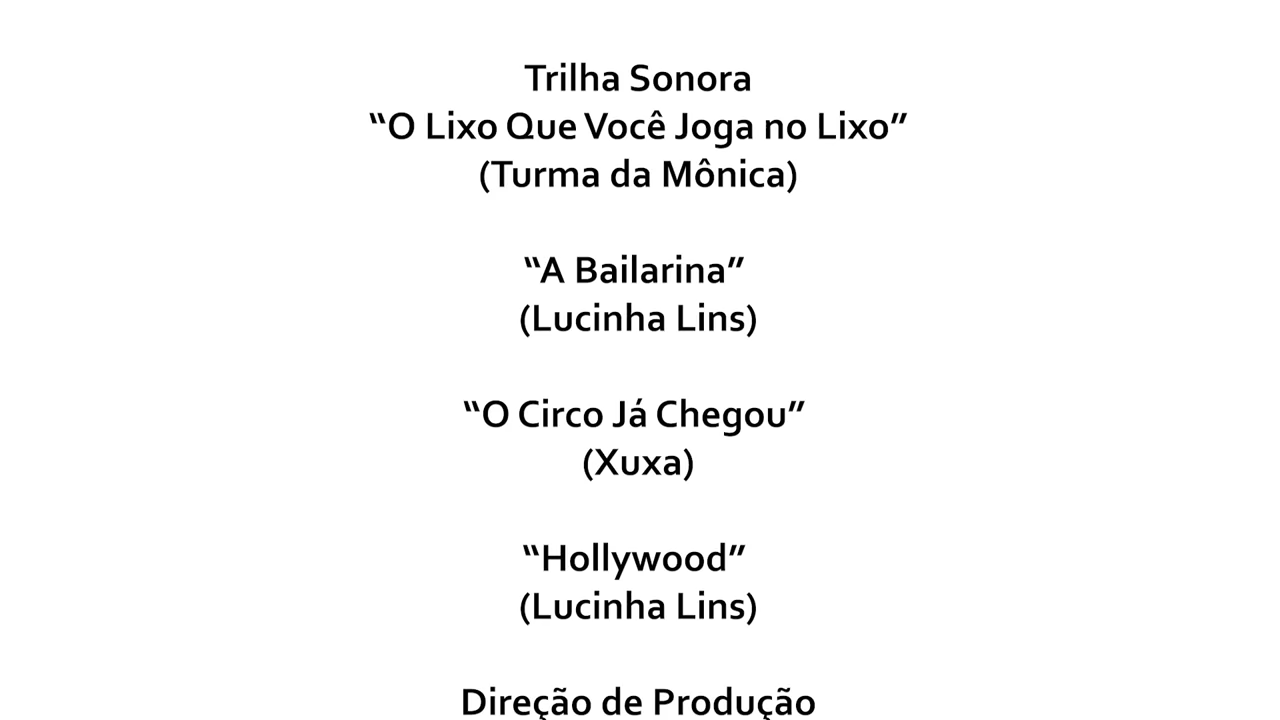 Trilha Sonora
“O Lixo Que Você Joga no Lixo”
(Turma da Mônica)
“A Bailarina”
(Lucinha Lins)
“O Circo Já Chegou”
(Xuxa)
“Hollywood”
(Lucinha Lins)
Direção de Produção